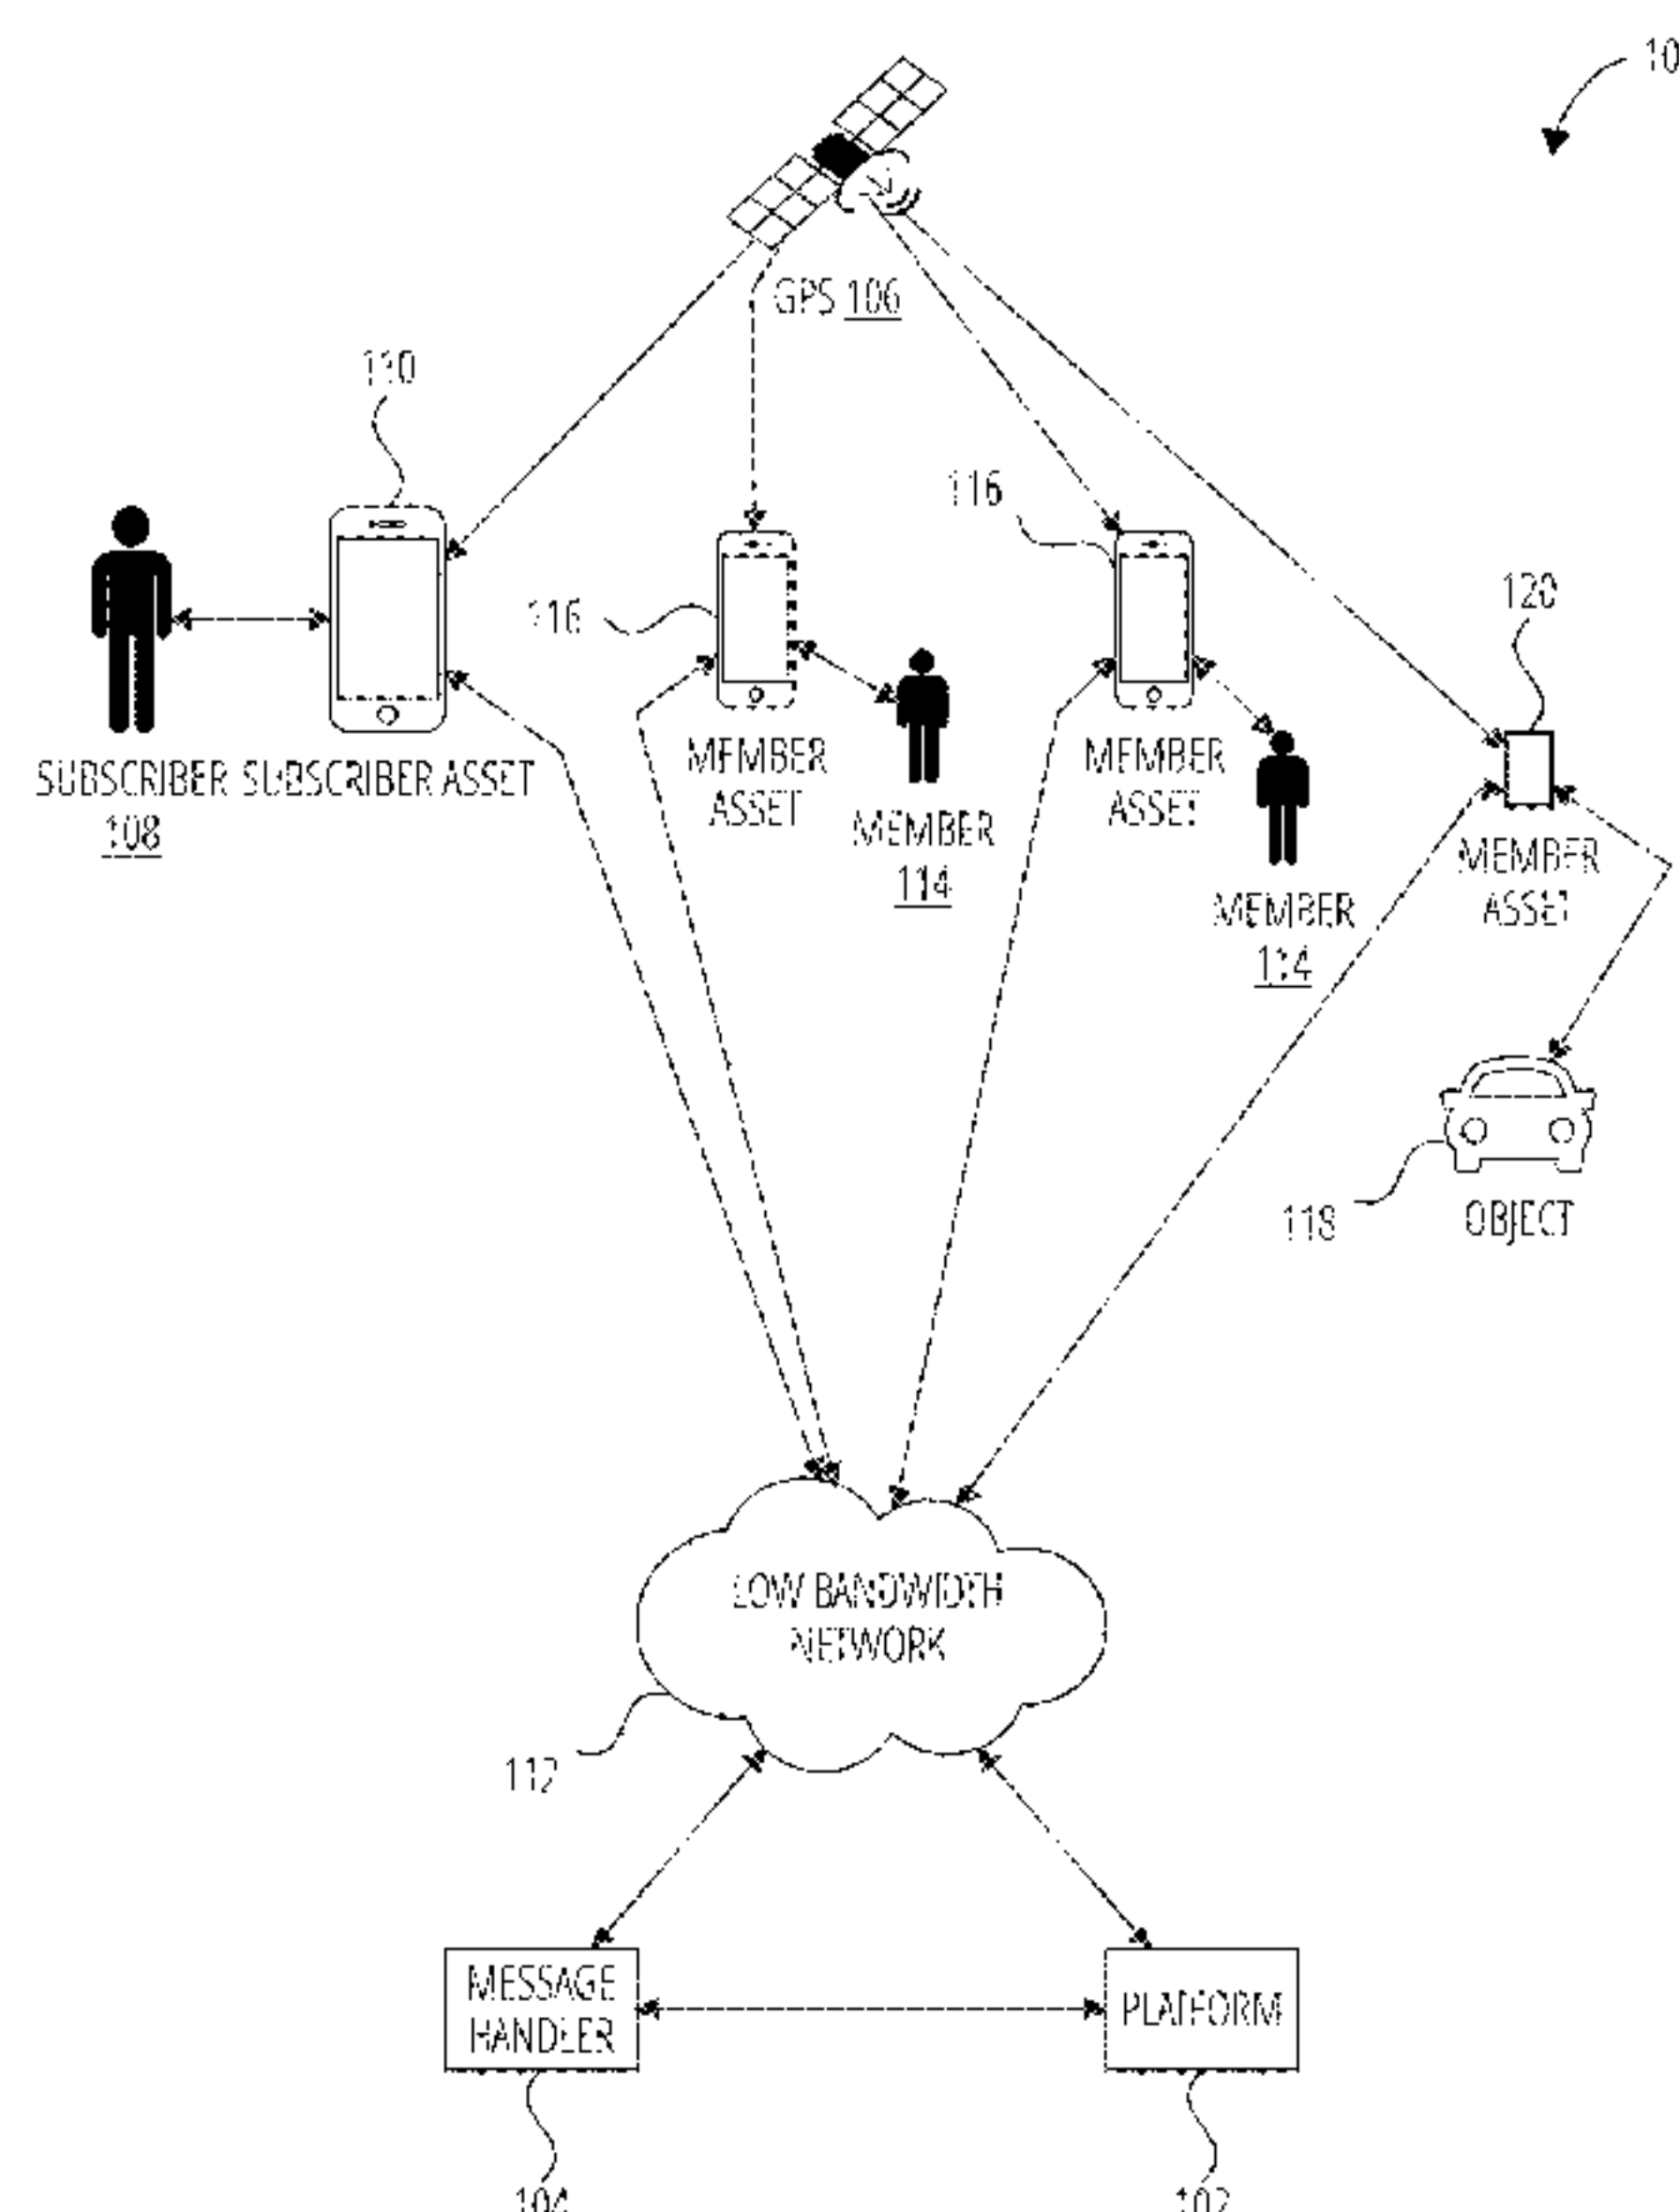 10
GPS 106
110
116
116
120
SUBSCRIBER
108
SUBSCRIBER ASSET
MEMBER
ASSET
MEMBER
114
MEMBER
ASSET
MEMBER
114
MEMBER
ASSET
118
OBJECT
LOW BANDWIDTH
NETWORK
112
MESSAGE
HANDLER
PLATFORM
104
102